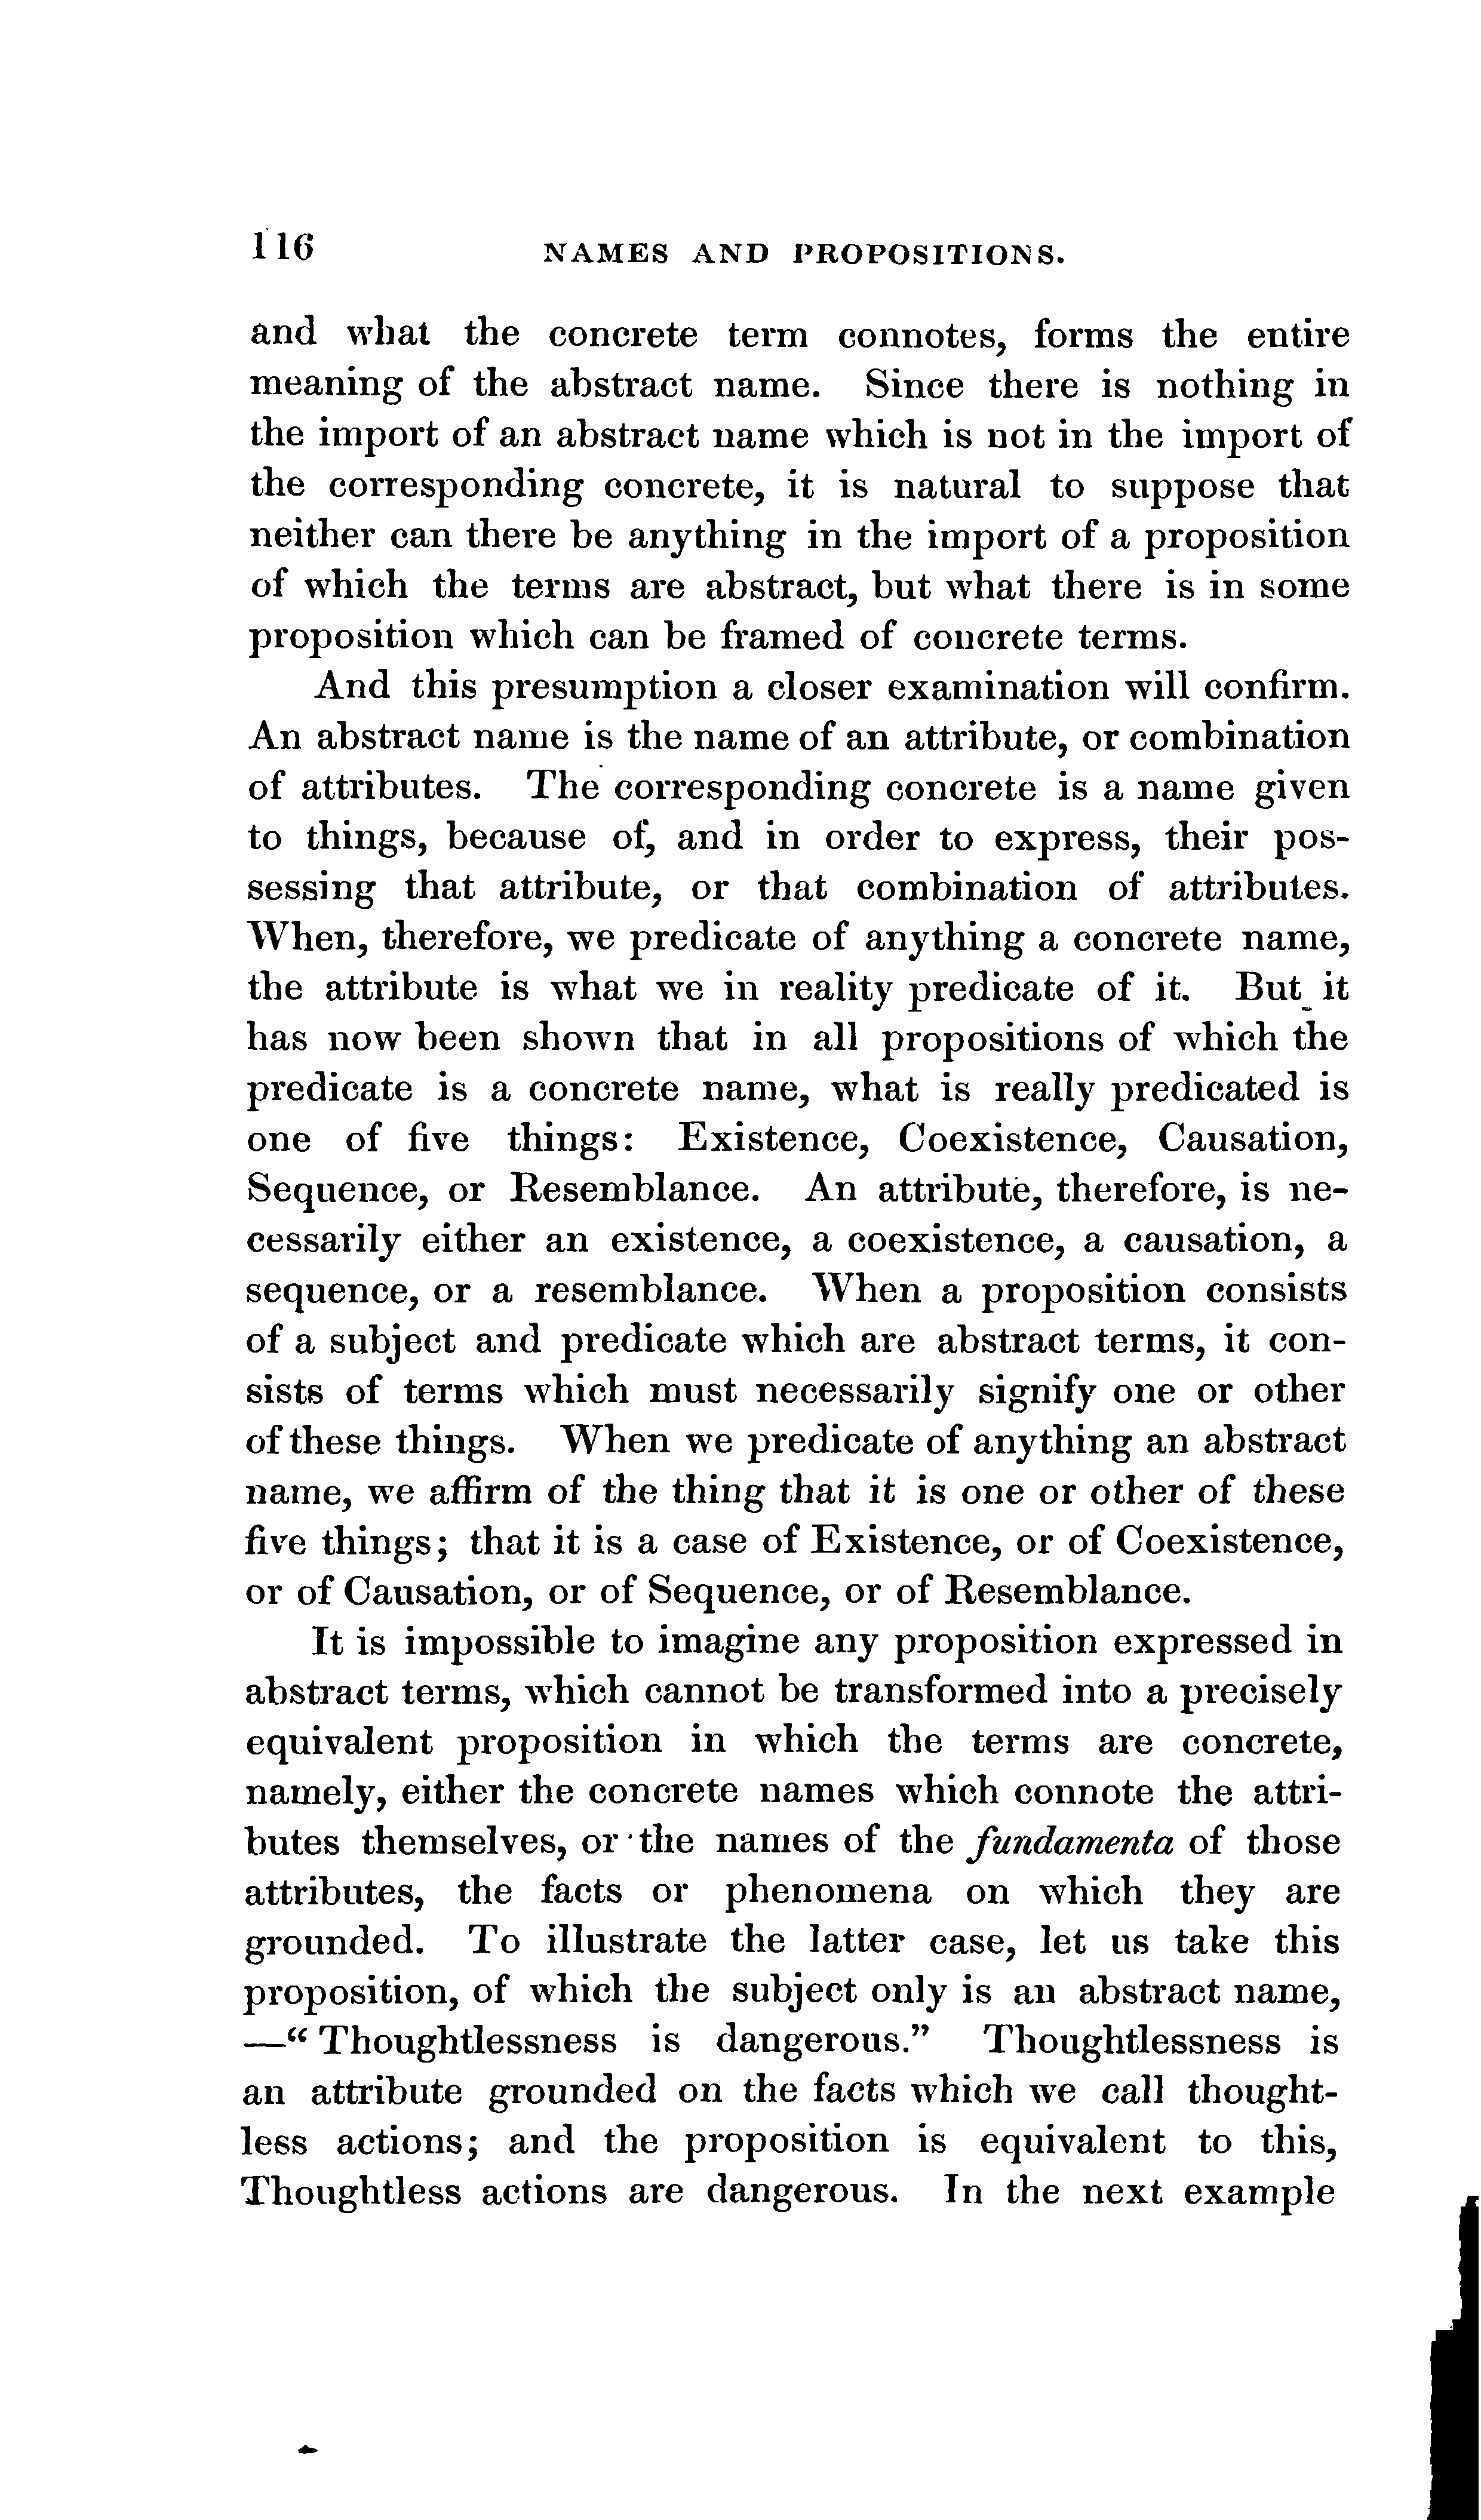 116 NAMES AND PROPOSITIONS.
and what the concrete term connotes, forms the entire
meaning of the abstract name. Since there is nothing in
the import of an abstract name which is not in the import of
the corresponding concrete, it is natural to suppose that
neither can there be anything in the import of a proposition
of which the terms are abstract, but what there is in some
proposition which can be framed of concrete terms.
And this presumption a closer examination will confirm.
An abstract name is the name of an attribute, or combination
of attributes. The corresponding concrete is a name given
to things, because of, and in order to express, their pos-
sessing that attribute, or that combination of attributes.
When, therefore, we predicate of anything a concrete name,
the attribute is what we in reality predicate of it. But it
has now been shown that in all propositions of which the
predicate is a concrete name, what is really predicated is
one of five things: Existence, Coexistence, Causation,
Sequence, or Resemblance. An attribute, therefore, is ne-
cessarily either an existence, a coexistence, a causation, a
sequence, or a resemblance. When a proposition consists
of a subject and predicate which are abstract terms, it con-
sists of terms which must necessarily signify one or other
of these things. When we predicate of anything an abstract
name, we affirm of the thing that it is one or other of these
five things; that it is a case of Existence, or of Coexistence,
or of Causation, or of Sequence, or of Resemblance.
It is impossible to imagine any proposition expressed in
abstract terms, which cannot be transformed into a precisely
equivalent proposition in which the terms are concrete,
namely, either the concrete names which connote the attri-
butes themselves, or the names of the fundamenta of those
attributes, the facts or phenomena on which they are
grounded. To illustrate the latter case, let us take this
proposition, of which the subject only is an abstract name,
—“ Thoughtlessness is dangerous.” Thoughtlessness is
an attribute grounded on the facts which we call thought-
less actions; and the proposition is equivalent to this,
Thoughtless actions are dangerous. In the next example